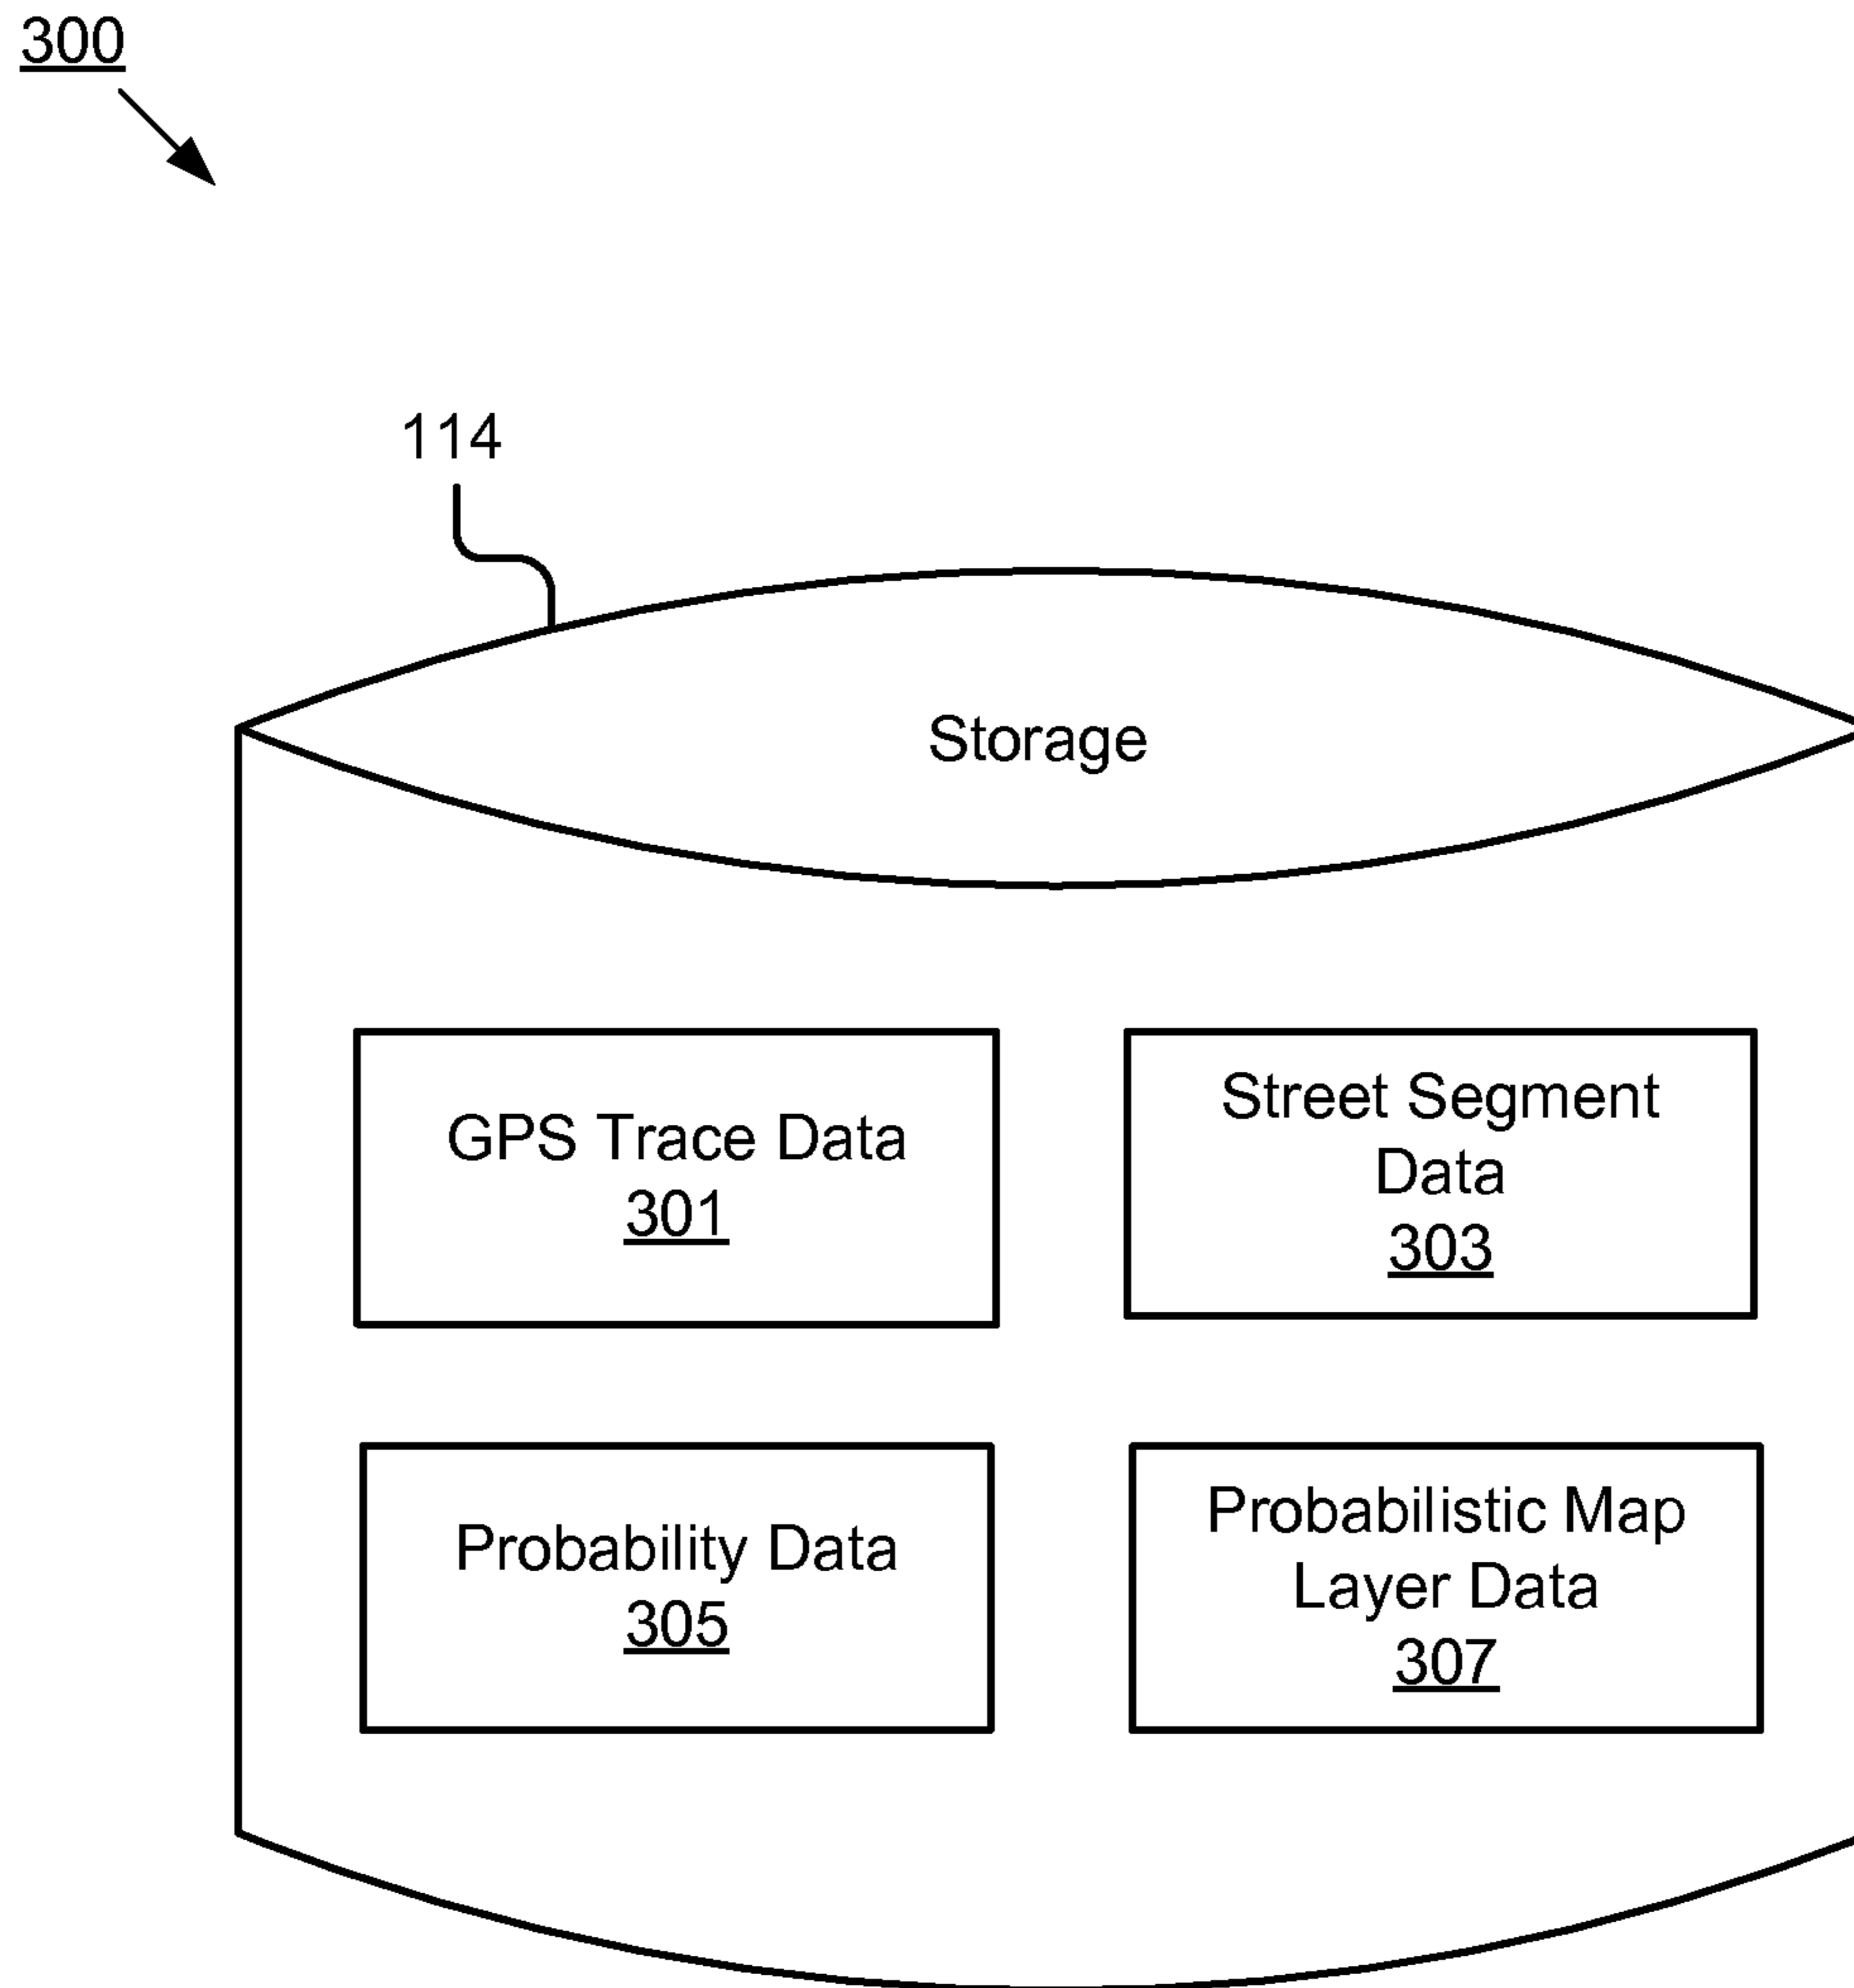 300
114
Storage
GPS Trace Data
301
Street Segment
Data
303
Probability Data
305
Probabilistic Map
Layer Data
307